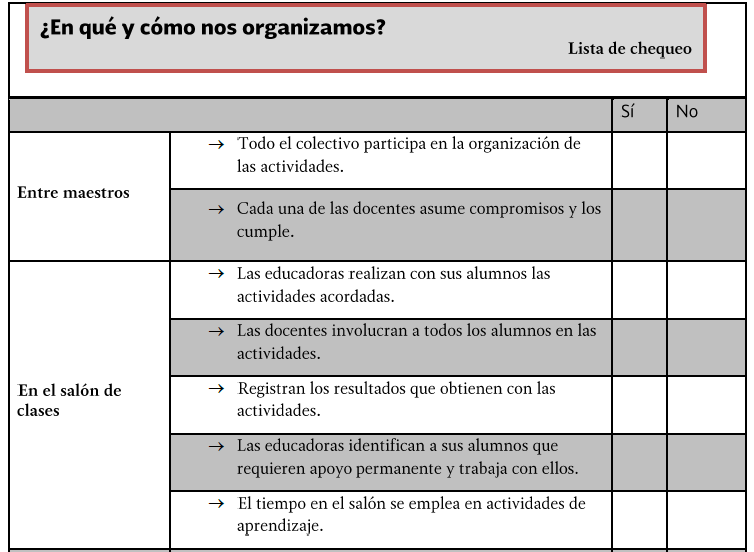 ¿En qué y cómo nos organizamos?
Lista de chequeo
Sí No
Entre maestros
→ Todo el colectivo participa en la organización de
las actividades.
→ Cada una de las docentes asume compromisos y los
cumple.
En el salón de
clases
→ Las educadoras realizan con sus alumnos las
actividades acordadas.
→ Las docentes involucran a todos los alumnos en las
actividades.
→ Registran los resultados que obtienen con las
actividades.
→ Las educadoras identifican a sus alumnos que
requieren apoyo permanente y trabaja con ellos.
→ El tiempo en el salón se emplea en actividades de
aprendizaje.